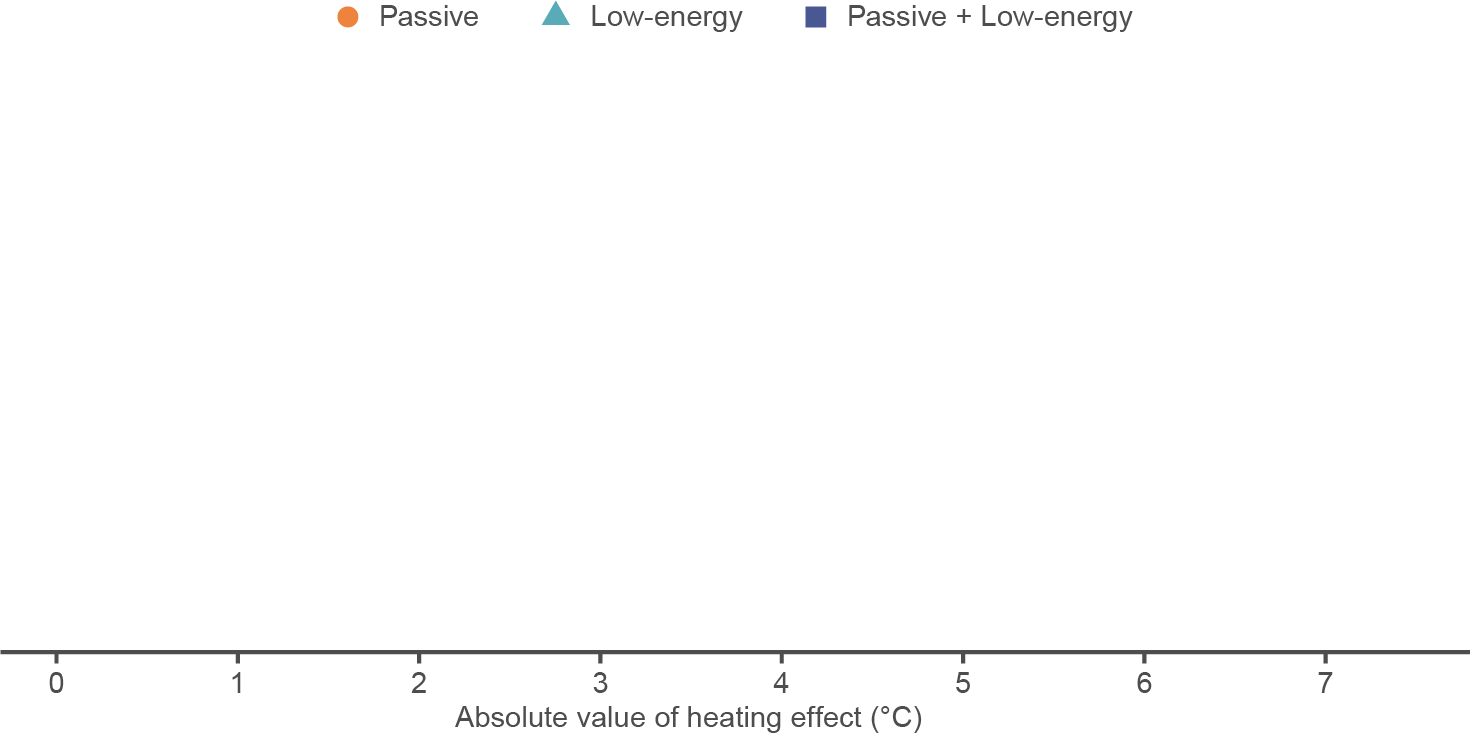 Passive Low-energy Passive + Low-energy
0 1 2 3 4 5 6 7
Absolute value of heating effect (°C)